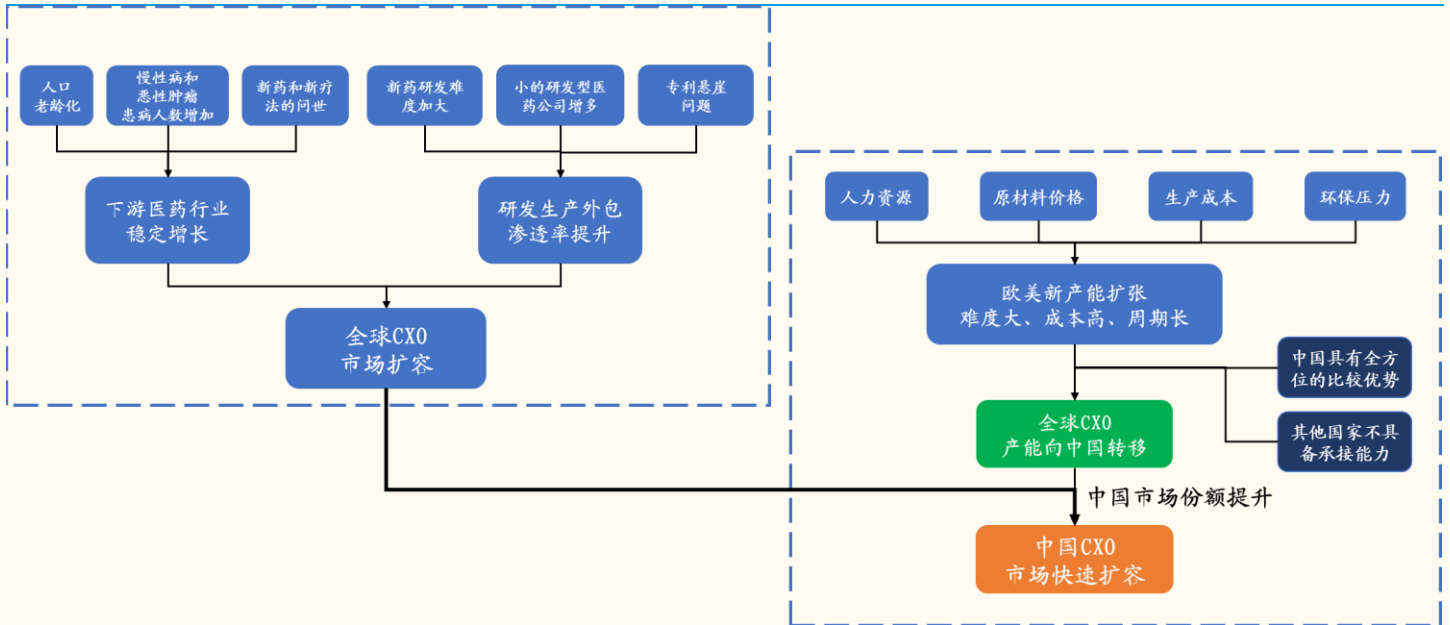 人口
老龄化
慢性病和
恶性肿瘤
患病人数增加
新药和新疗
法的问世
新药研发难
度加大
小的研发型医
药公司增多
专利悬崖
问题
下游医药行业
稳定增长
研发生产外包
渗透率提升
全球CXO
市场扩容
人力资源
原材料价格
生产成本
环保压力
欧美新产能扩张
难度大、成本高、周期长
中国具有全方
位的比较优势
全球CXO
产能向中国转移
其他国家不具
备承接能力
中国市场份额提升
中国CXO
市场快速扩容